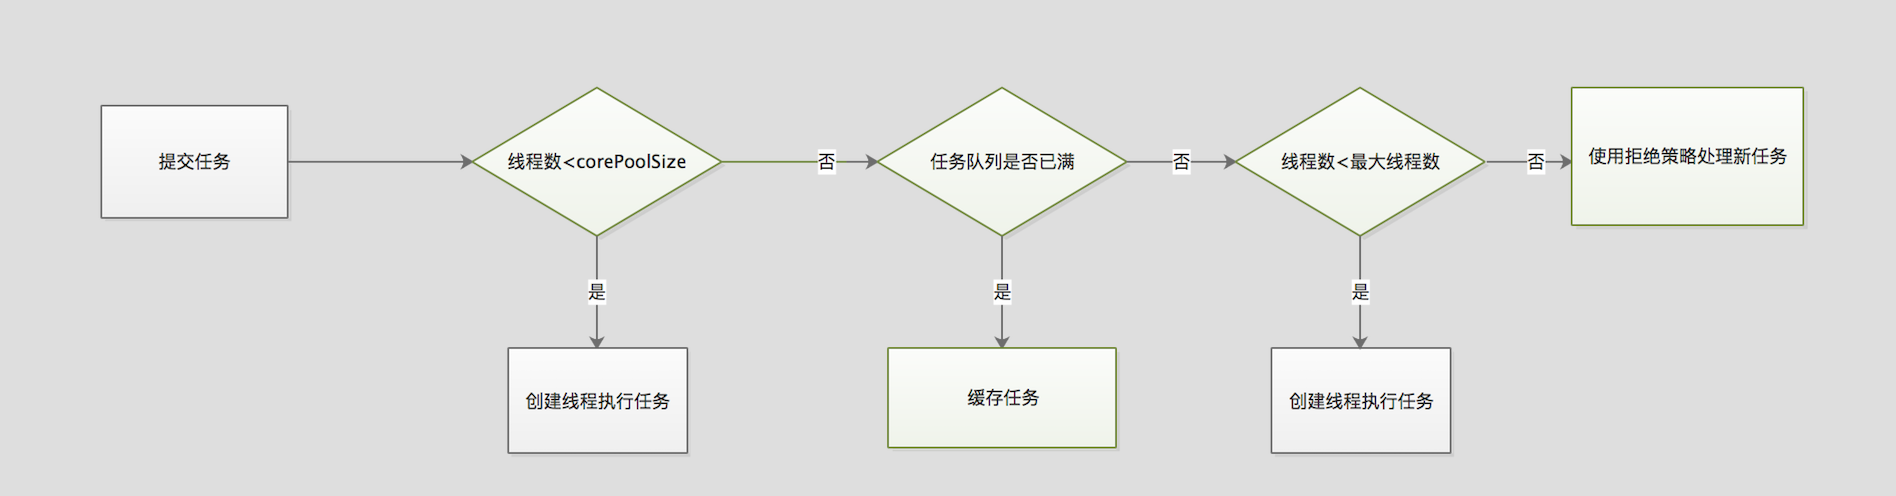 提交任务
线程数<corePoolSize
否
任务队列是否已满
否
线程数<最大线程数
否
使用拒绝策略处理新任务
是
是
是
创建线程执行任务
缓存任务
创建线程执行任务